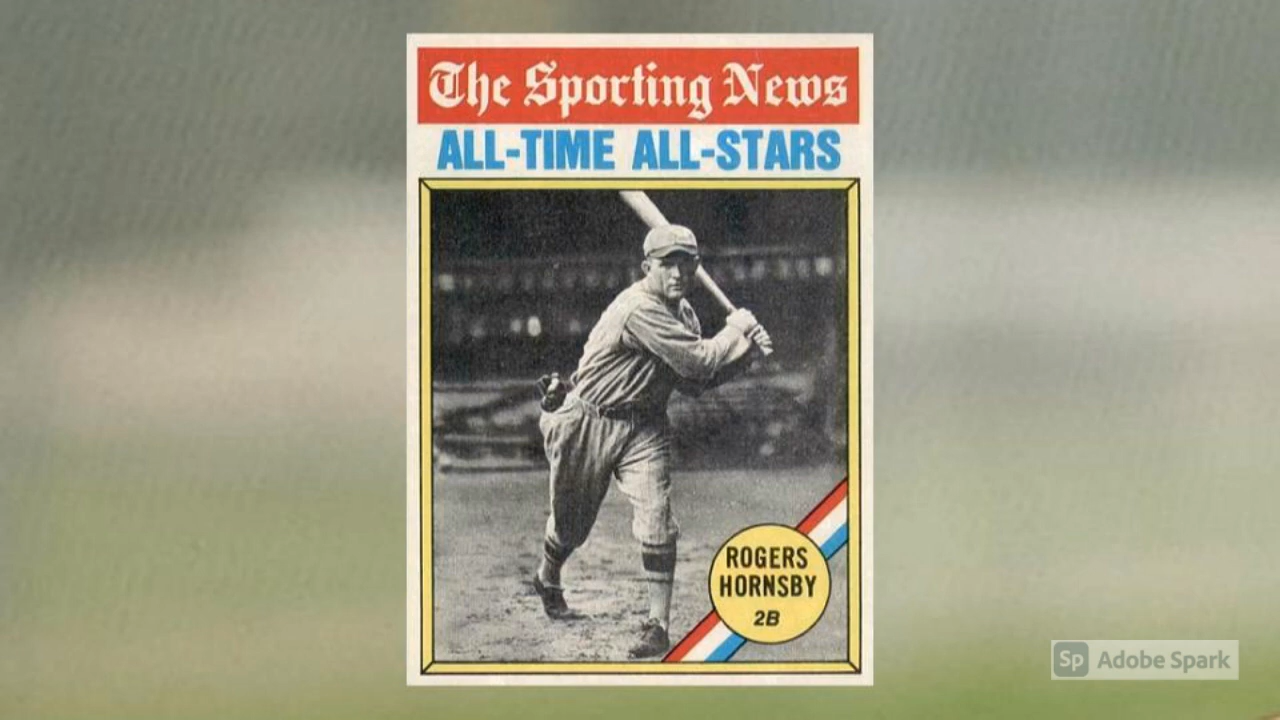 The Sporting News
ALL-TIME ALL-STARS
ROGERS
HORNSBY
2B
Sp Adobe Spark